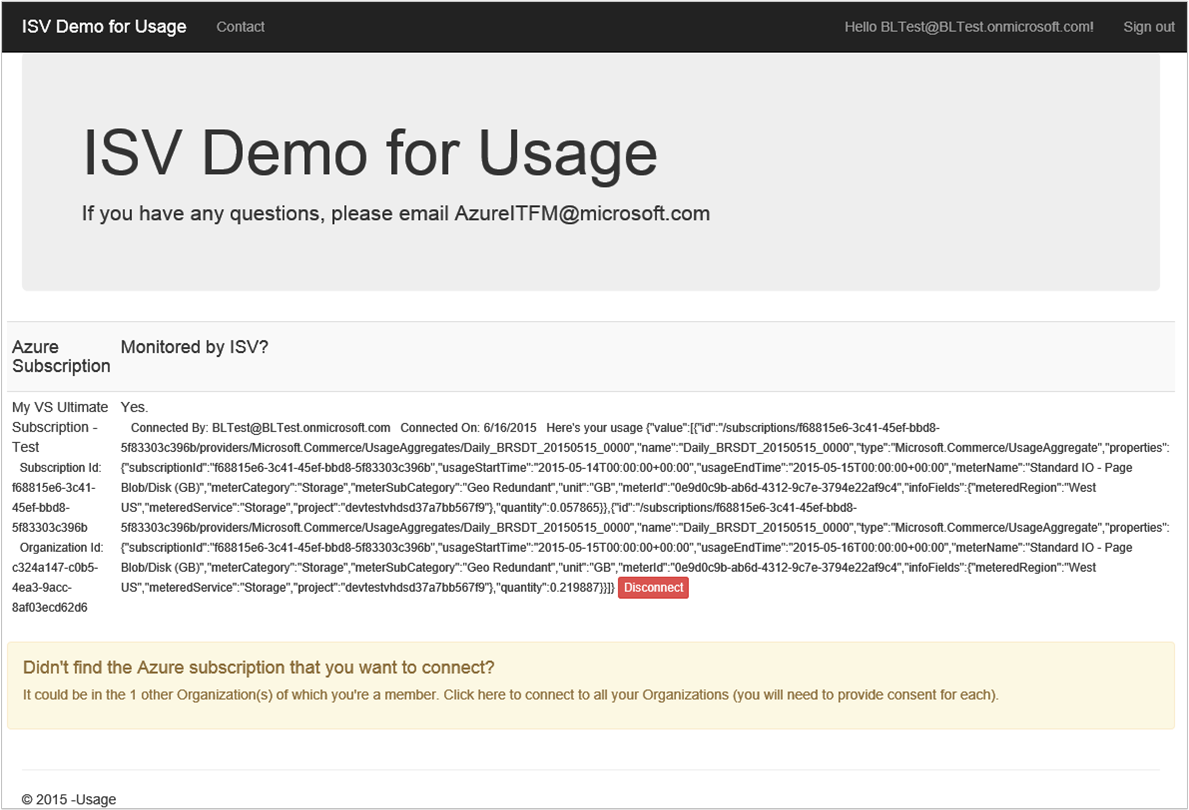 ISV Demo for Usage Contact Hello BLTest@BLTest.onmicrosoft.com! Sign out
ISV Demo for Usage
If you have any questions, please email AzureITFM@microsoft.com
Azure
Subscription
Monitored by ISV?
My VS Ultimate
Subscription -
Test
Subscription Id:
f68815e6-3c41-
45ef-bbd8-
5f83303c396b
Organization Id:
c324a147-c0b5-
4ea3-9acc-
8af03ecd62d6
Yes.
Connected By: BLTest@BLTest.onmicrosoft.com Connected On: 6/16/2015 Here's your usage {"value":[{"id":"/subscriptions/f68815e6-3c41-45ef-bbd8-
5f83303c396b/providers/Microsoft.Commerce/UsageAggregates/Daily_BRSDT_20150515_0000","name":"Daily_BRSDT_20150515_0000","type":"Microsoft.Commerce/UsageAggregate","properties":
{"subscriptionId":"f68815e6-3c41-45ef-bbd8-5f83303c396b","usageStartTime":"2015-05-14T00:00:00+00:00","usageEndTime":"2015-05-15T00:00:00+00:00","meterName":"Standard IO - Page
Blob/Disk (GB)","meterCategory":"Storage","meterSubCategory":"Geo Redundant","unit":"GB","meterId":"0e9d0c9b-ab6d-4312-9c7e-3794e22af9c4","infoFields":{"meteredRegion":"West
US","meteredService":"Storage","project":"devtestvhdsd37a7bb567f9"},"quantity":0.057865}},{"id":"/subscriptions/f68815e6-3c41-45ef-bbd8-
5f83303c396b/providers/Microsoft.Commerce/UsageAggregates/Daily_BRSDT_20150515_0000","name":"Daily_BRSDT_20150515_0000","type":"Microsoft.Commerce/UsageAggregate","properties":
{"subscriptionId":"f68815e6-3c41-45ef-bbd8-5f83303c396b","usageStartTime":"2015-05-15T00:00:00+00:00","usageEndTime":"2015-05-16T00:00:00+00:00","meterName":"Standard IO - Page
Blob/Disk (GB)","meterCategory":"Storage","meterSubCategory":"Geo Redundant","unit":"GB","meterId":"0e9d0c9b-ab6d-4312-9c7e-3794e22af9c4","infoFields":{"meteredRegion":"West
US","meteredService":"Storage","project":"devtestvhdsd37a7bb567f9"},"quantity":0.219887}}]} Disconnect
Didn't find the Azure subscription that you want to connect?
It could be in the 1 other Organization(s) of which you're a member. Click here to connect to all your Organizations (you will need to provide consent for each).
© 2015 -Usage